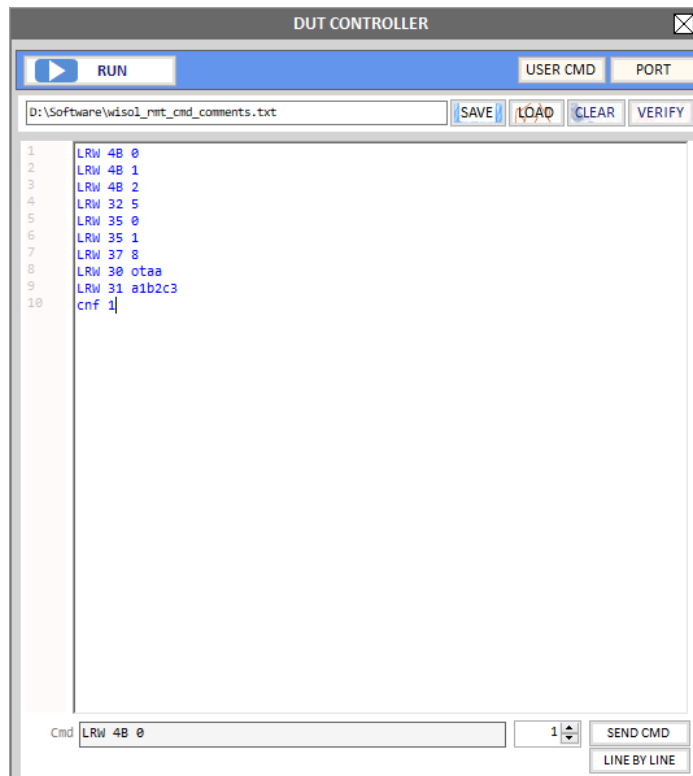 DUT CONTROLLER
RUN
USER CMD
PORT
D:\Software\wisol_rmt_cmd_comments.txt
SAVE
LOAD
CLEAR
VERIFY
1 LRW 4B 0
2 LRW 4B 1
3 LRW 4B 2
4 LRW 32 5
5 LRW 35 0
6 LRW 35 1
7 LRW 37 8
8 LRW 30 otaa
9 LRW 31 a1b2c3
10 cnf 1
Cmd LRW 4B 0
1
SEND CMD
LINE BY LINE